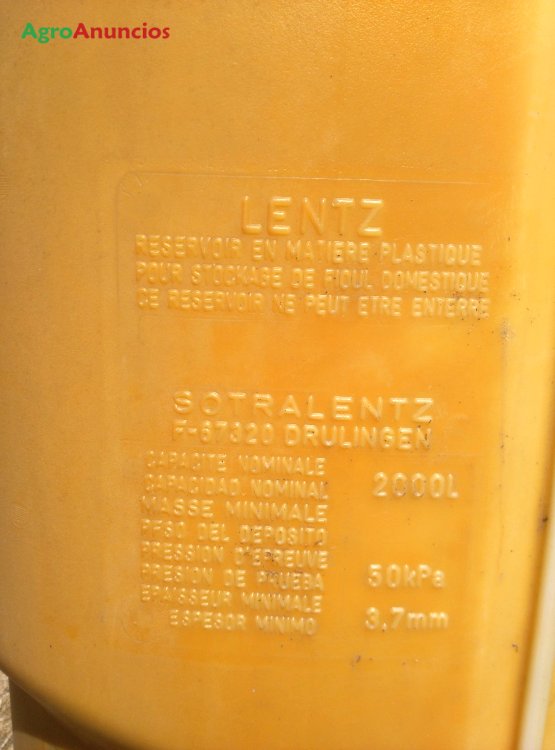 AgroAnuncios
LENTZ
RESERVOIR EN MATIERE PLASTIQUE
POUR STOCKAGE DE FIOUL DOMESTIQUE
CE RESERVOIR NE PEUT ETRE ENTERRE
SOTRALENTZ
F-67320 DRULINGEN
CAPACITE NOMINALE
CAPACIDAD NOMINAL 2000L
MASSE MINIMALE
PESO DEL DEPOSITO
PRESSION D'EPREUVE
PRESION DE PRUEBA 50kPa
EPAISSEUR MINIMALE
ESPESOR MINIMO 3,7mm